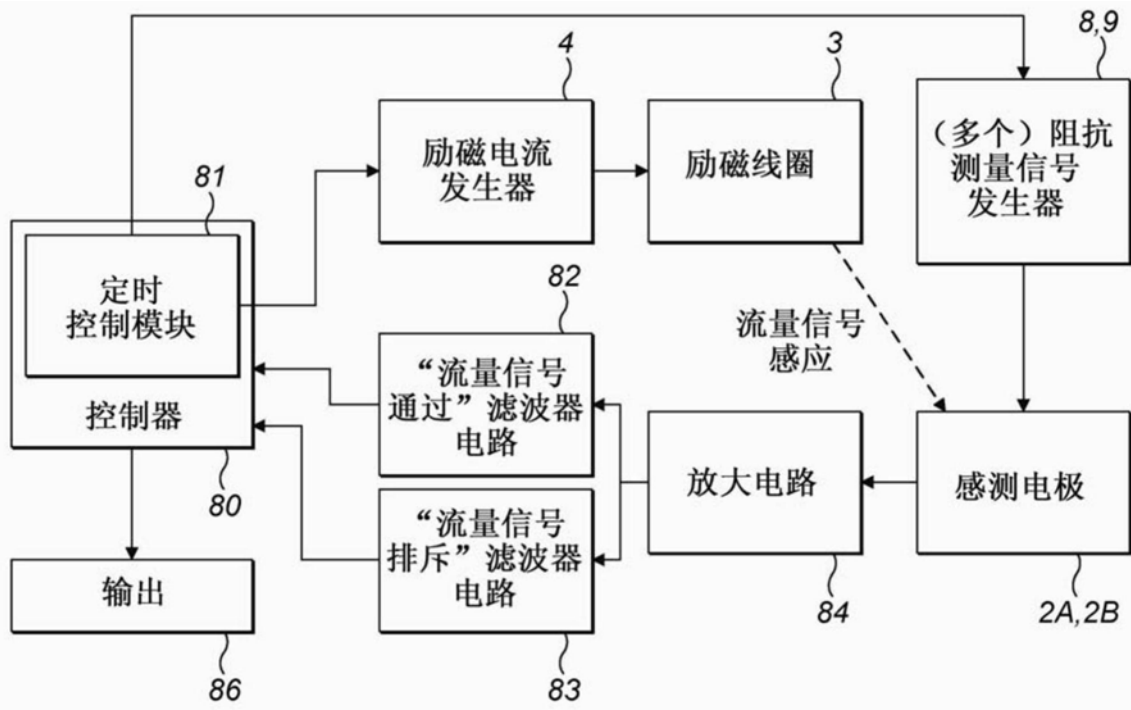 4
3
8,9
励磁电流
发生器
励磁线圈
（多个）阻抗
测量信号
发生器
81
定时
控制模块
控制器
80
82
“流量信号
通过”滤波器
电路
流量信号
感应
“流量信号
排斥”滤波器
电路
83
放大电路
84
感测电极
2A,2B
输出
86